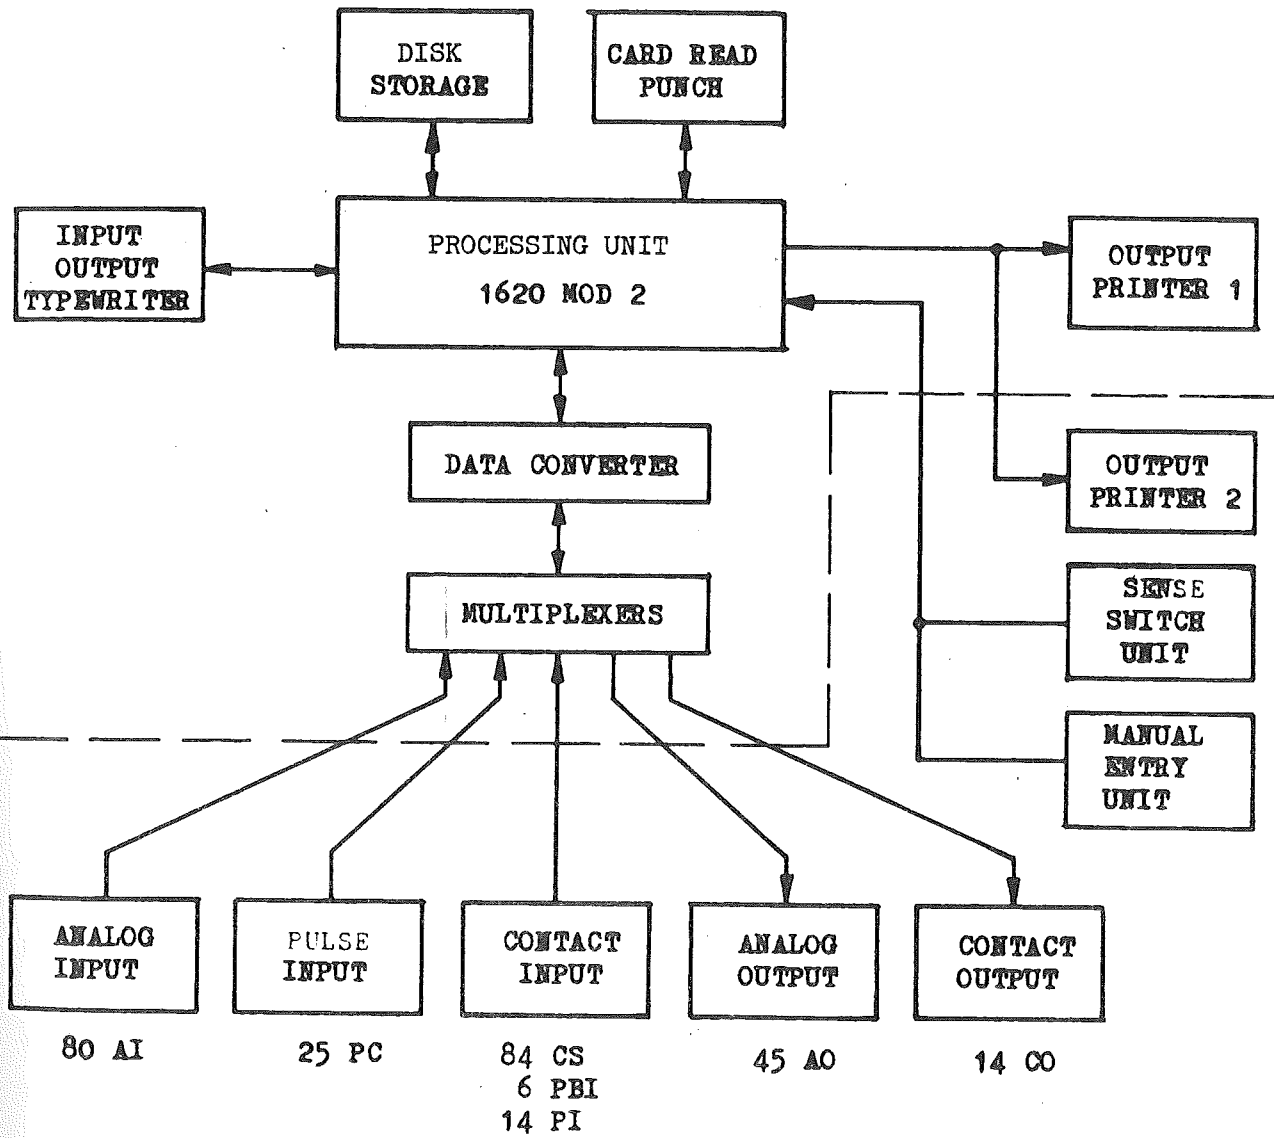 DISK
STORAGE
CARD READ
PUNCH
INPUT
OUTPUT
TYPEWRITER
PROCESSING UNIT
1620 MOD 2
OUTPUT
PRINTER 1
DATA CONVERTER
OUTPUT
PRINTER 2
MULTIPLEXERS
SENSE
SWITCH
UNIT
MANUAL
ENTRY
UNIT
ANALOG
INPUT
PULSE
INPUT
CONTACT
INPUT
ANALOG
OUTPUT
CONTACT
OUTPUT
80 AI
25 PC
84 CS
6 PBI
14 PI
45 AO
14 CO